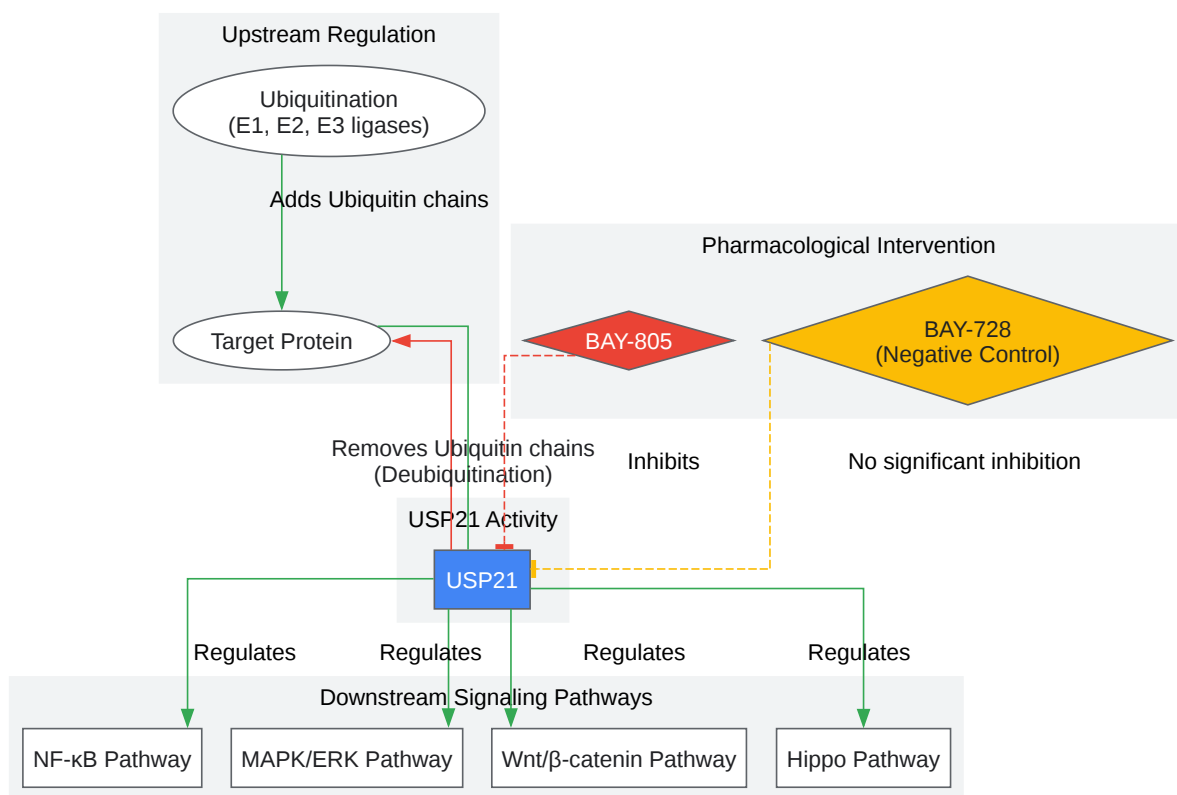 Upstream Regulation
Ubiquitination
(E1, E2, E3 ligases)
Adds Ubiquitin chains
Target Protein
Pharmacological Intervention
BAY-805
BAY-728
(Negative Control)
Removes Ubiquitin chains
(Deubiquitination)
Inhibits
No significant inhibition
USP21 Activity
USP21
Regulates
Regulates
Regulates
Regulates
Downstream Signaling Pathways
NF-κB Pathway
MAPK/ERK Pathway
Wnt/β-catenin Pathway
Hippo Pathway